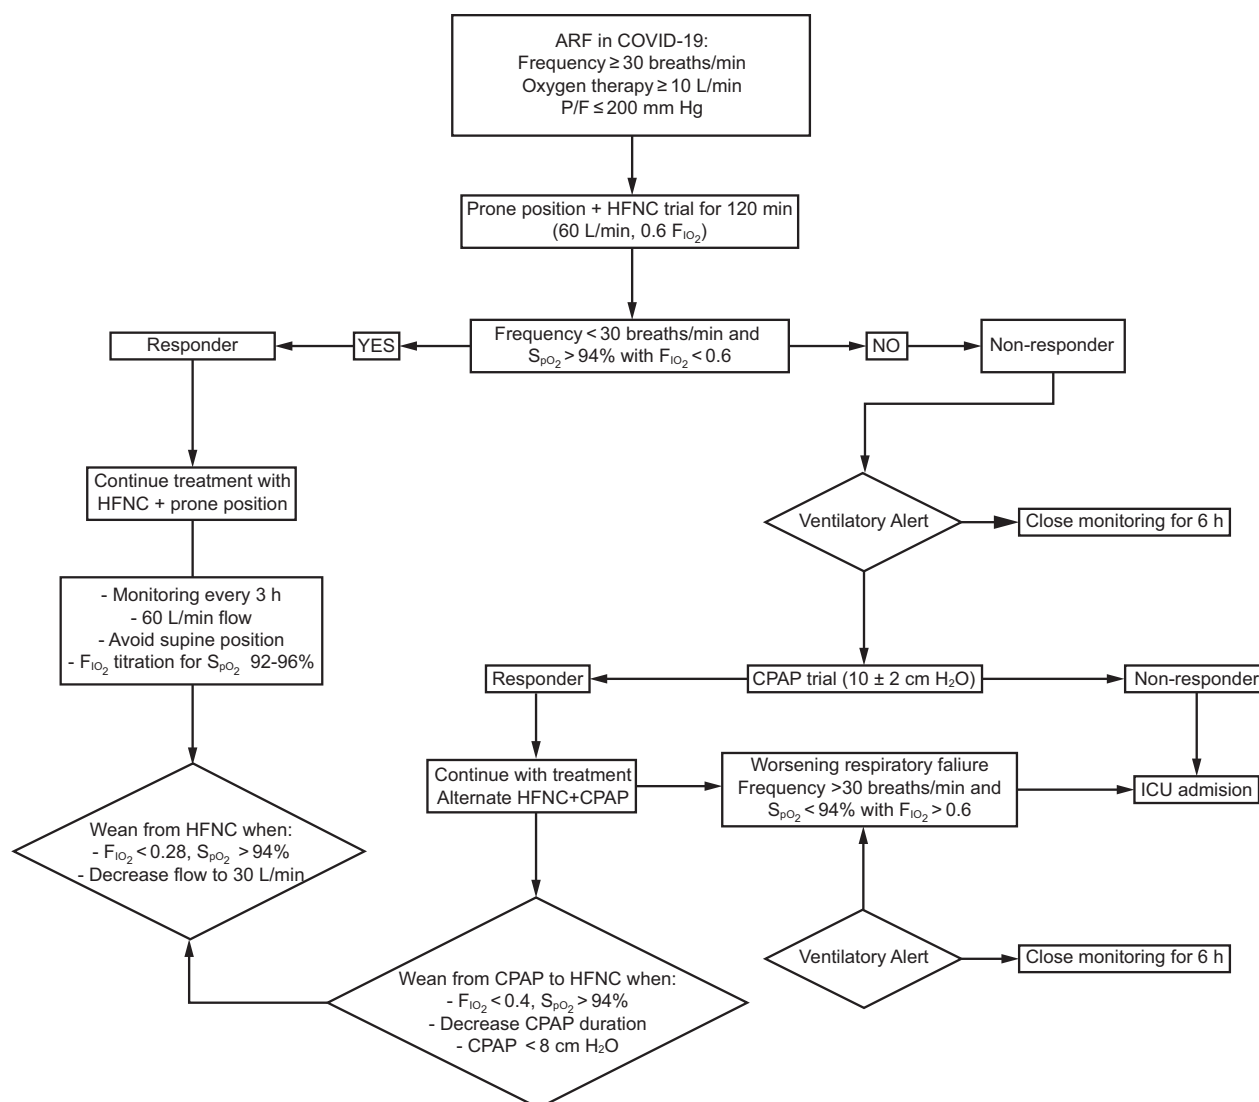 ARF in COVID-19:
Frequency ≥ 30 breaths/min
Oxygen therapy ≥ 10 L/min
P/F ≤ 200 mm Hg
Prone position + HFNC trial for 120 min
(60 L/min, 0.6 FIO2)
Responder
YES
Frequency < 30 breaths/min and
SpO2 > 94% with FIO2 < 0.6
NO
Non-responder
Continue treatment with
HFNC + prone position
Ventilatory Alert
Close monitoring for 6 h
- Monitoring every 3 h
- 60 L/min flow
- Avoid supine position
- FIO2 titration for SpO2 92-96%
Responder
CPAP trial (10 ± 2 cm H2O)
Non-responder
Continue with treatment
Alternate HFNC+CPAP
Worsening respiratory faliure
Frequency >30 breaths/min and
SpO2 < 94% with FIO2 > 0.6
ICU admision
Wean from HFNC when:
- FIO2 < 0.28, SpO2 > 94%
- Decrease flow to 30 L/min
Ventilatory Alert
Close monitoring for 6 h
Wean from CPAP to HFNC when:
- FIO2 < 0.4, SpO2 > 94%
- Decrease CPAP duration
- CPAP < 8 cm H2O